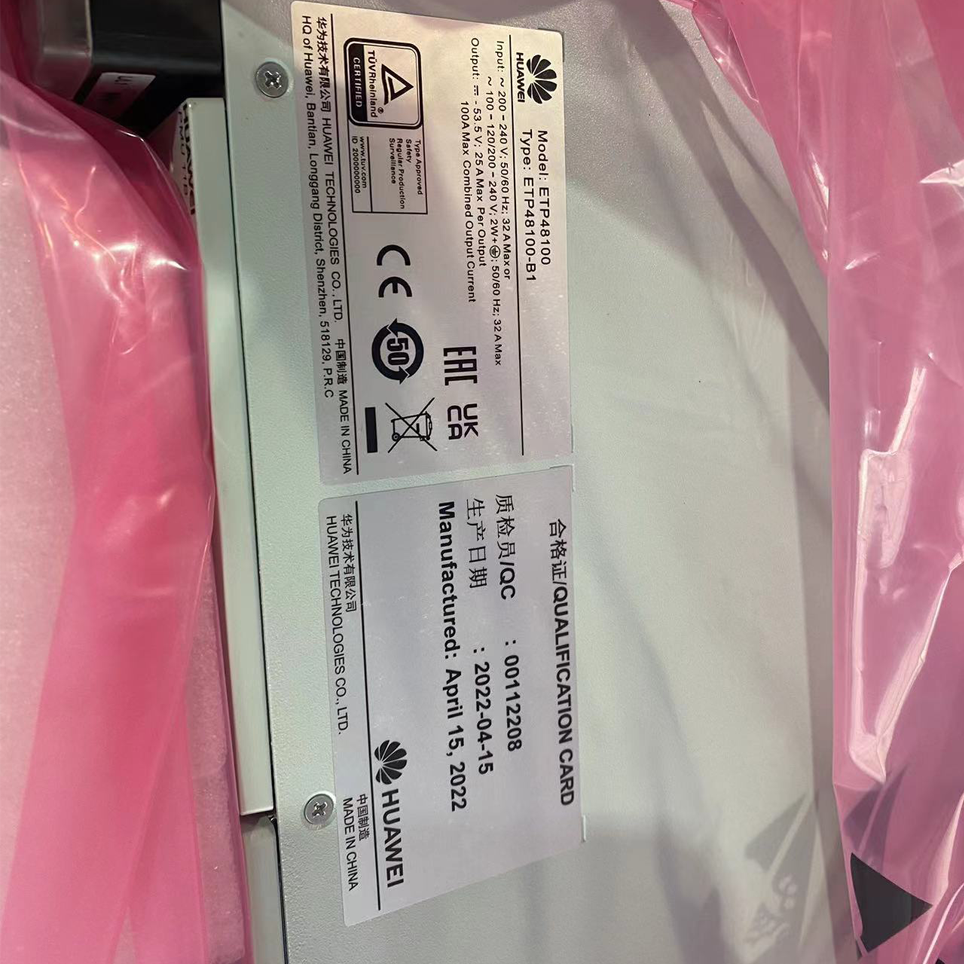 HUAWEI
Model: ETP48100
Type: ETP48100-B1
Input: ~ 200-240 V; 50/60 Hz; 32 A Max or
~ 100-120/200-240 V; 2W+⏚; 50/60 Hz; 32 A Max
Output: ⎓ - 53.5 V; 25 A Max Per Output
100A Max Combined Output Current
TÜVRheinland
CERTIFIED
Type Approved
Safety
Regular Production
Surveillance
www.tuv.com
ID 2000000000
CE
50
EAC
UK
CA
华为技术有限公司 HUAWEI TECHNOLOGIES CO., LTD. 中国制造 MADE IN CHINA
HQ of Huawei, Bantian, Longgang District, Shenzhen, 518129, P.R.C
合格证/QUALIFICATION CARD
质检员/QC : 00112208
生产日期 : 2022-04-15
Manufactured: April 15, 2022
HUAWEI
华为技术有限公司
HUAWEI TECHNOLOGIES CO., LTD.
中国制造
MADE IN CHINA
HUAWEI